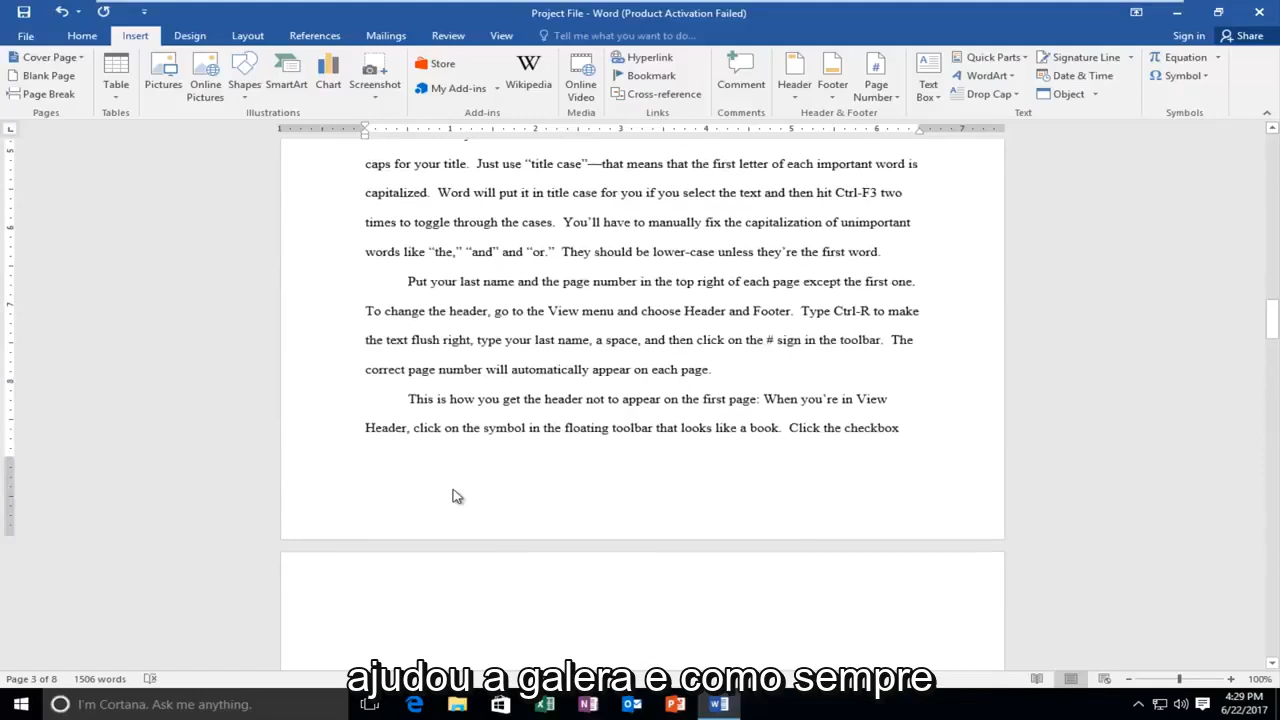 Project File - Word (Product Activation Failed)
File Home Insert Design Layout References Mailings Review View Tell me what you want to do... Sign in Share
Cover Page
Blank Page
Page Break
Pages
Table
Tables
Pictures
Online Pictures
Shapes
SmartArt
Chart
Screenshot
Illustrations
Store
My Add-ins
Wikipedia
Add-ins
Online Video
Media
Hyperlink
Bookmark
Cross-reference
Links
Comment
Comments
Header
Footer
Page Number
Header & Footer
Text Box
Quick Parts
WordArt
Drop Cap
Signature Line
Date & Time
Object
Text
Equation
Symbol
Symbols
1 1 2 3 4 5 6 7
caps for your title.  Just use “title case”—that means that the first letter of each important word is
capitalized.  Word will put it in title case for you if you select the text and then hit Ctrl-F3 two
times to toggle through the cases.  You’ll have to manually fix the capitalization of unimportant
words like “the,” “and” and “or.”  They should be lower-case unless they’re the first word.
Put your last name and the page number in the top right of each page except the first one.
To change the header, go to the View menu and choose Header and Footer.  Type Ctrl-R to make
the text flush right, type your last name, a space, and then click on the # sign in the toolbar.  The
correct page number will automatically appear on each page.
This is how you get the header not to appear on the first page: When you’re in View
Header, click on the symbol in the floating toolbar that looks like a book.  Click the checkbox
ajudou a galera e como sempre
Page 3 of 8 1506 words 100%
I'm Cortana. Ask me anything.
4:29 PM
6/22/2017